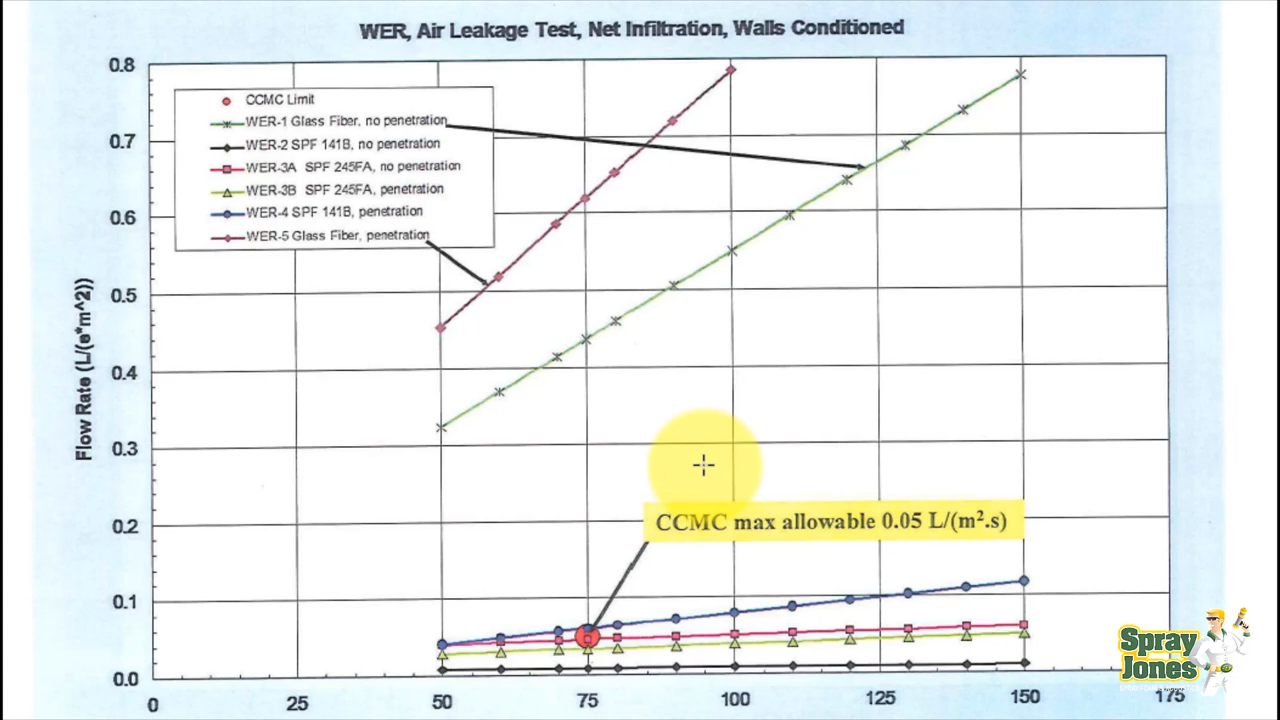 WER, Air Leakage Test, Net Infiltration, Walls Conditioned
0.8
0.7
0.6
0.5
0.4
0.3
0.2
0.1
0.0
Flow Rate (L/(e*m^2))
CCMC Limit
WER-1 Glass Fiber, no penetration
WER-2 SPF 141B, no penetration
WER-3A SPF 245FA, no penetration
WER-3B SPF 245FA, penetration
WER-4 SPF 141B, penetration
WER-5 Glass Fiber, penetration
CCMC max allowable 0.05 L/(m².s)
0 25 50 75 100 125 150 175
Spray
Jones